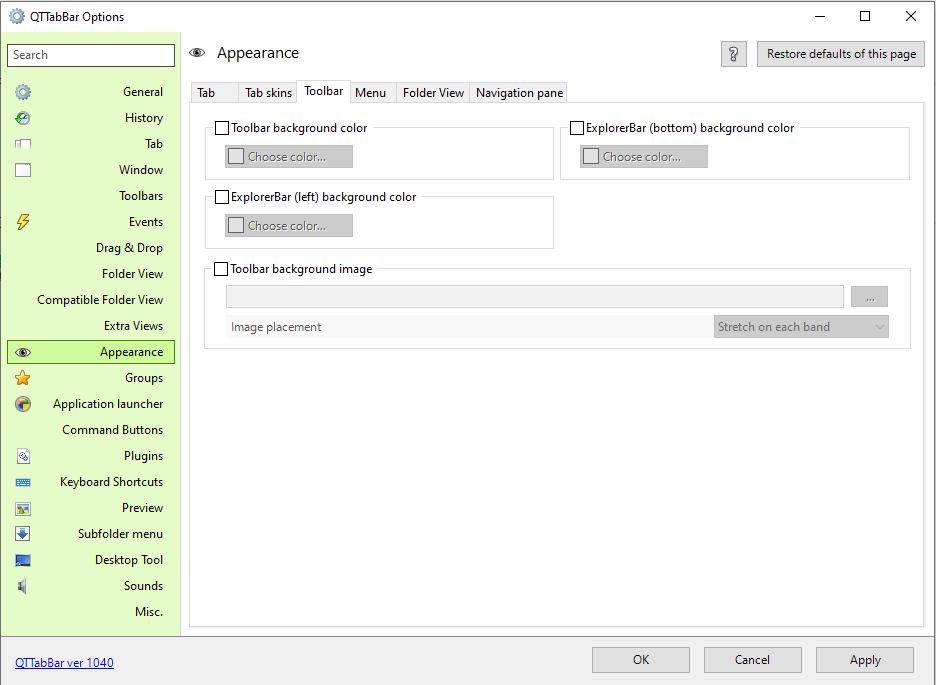 QTTabBar Options
Search
General
History
Tab
Window
Toolbars
Events
Drag & Drop
Folder View
Compatible Folder View
Extra Views
Appearance
Groups
Application launcher
Command Buttons
Plugins
Keyboard Shortcuts
Preview
Subfolder menu
Desktop Tool
Sounds
Misc.
Appearance
?
Restore defaults of this page
Tab
Tab skins
Toolbar
Menu
Folder View
Navigation pane
Toolbar background color
Choose color...
ExplorerBar (bottom) background color
Choose color...
ExplorerBar (left) background color
Choose color...
Toolbar background image
...
Image placement
Stretch on each band
QTTabBar ver 1040
OK
Cancel
Apply